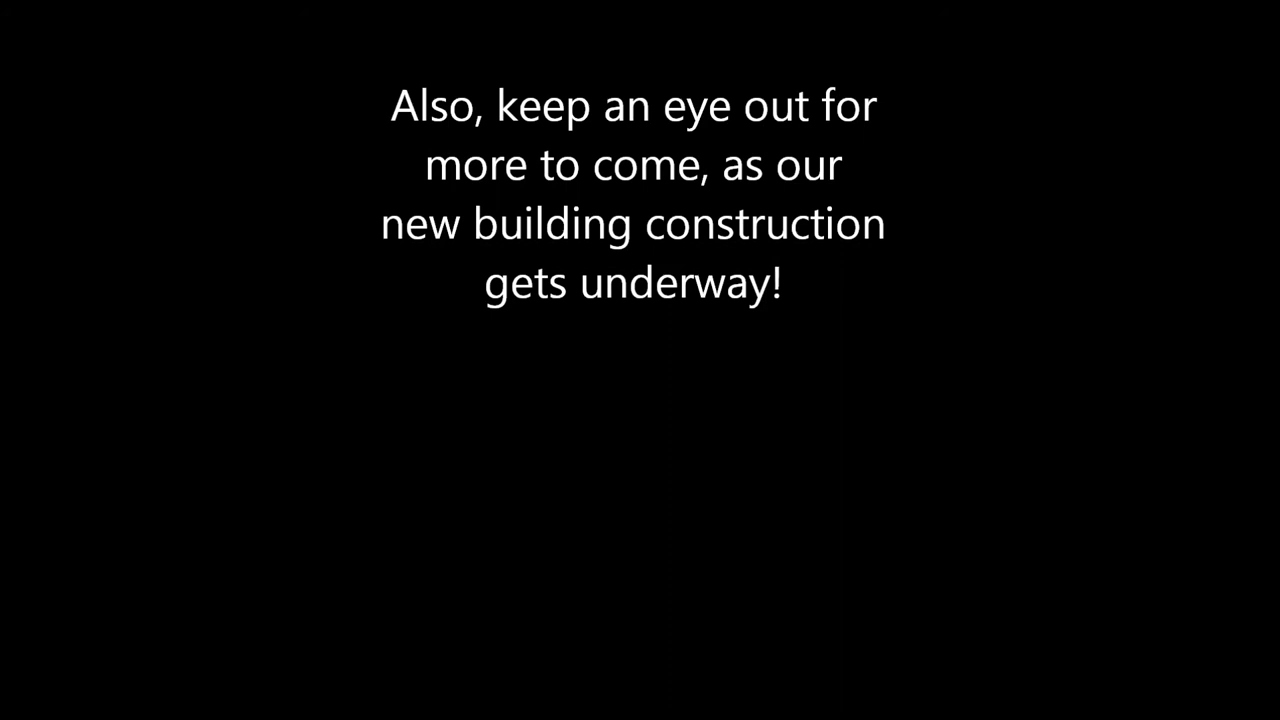 Also, keep an eye out for
more to come, as our
new building construction
gets underway!